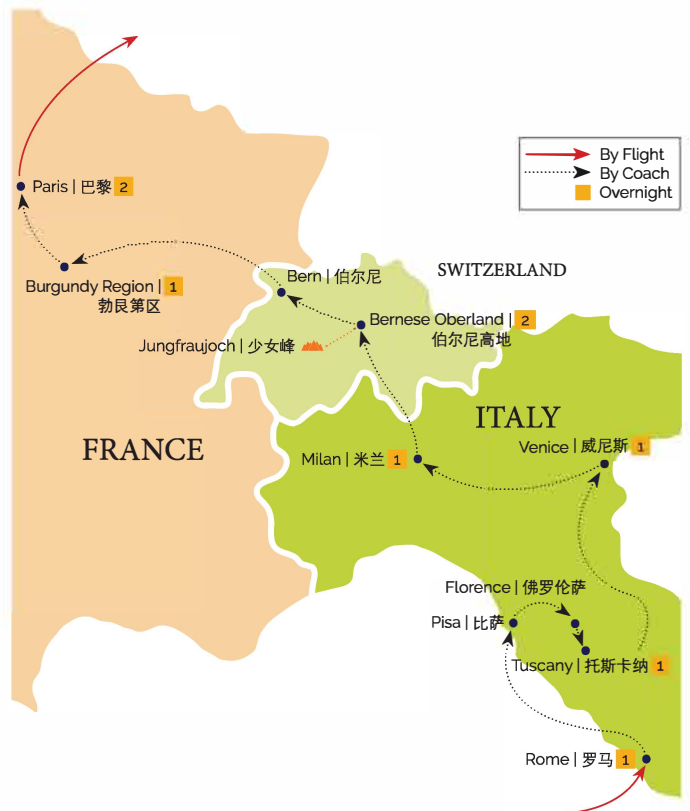 By Flight
By Coach
Overnight
Paris | 巴黎 2
Burgundy Region | 1
勃艮第区
Bern | 伯尔尼
SWITZERLAND
Bernese Oberland | 2
伯尔尼高地
Jungfraujoch | 少女峰
ITALY
FRANCE
Venice | 威尼斯 1
Milan | 米兰 1
Florence | 佛罗伦萨
Pisa | 比萨
Tuscany | 托斯卡纳 1
Rome | 罗马 1